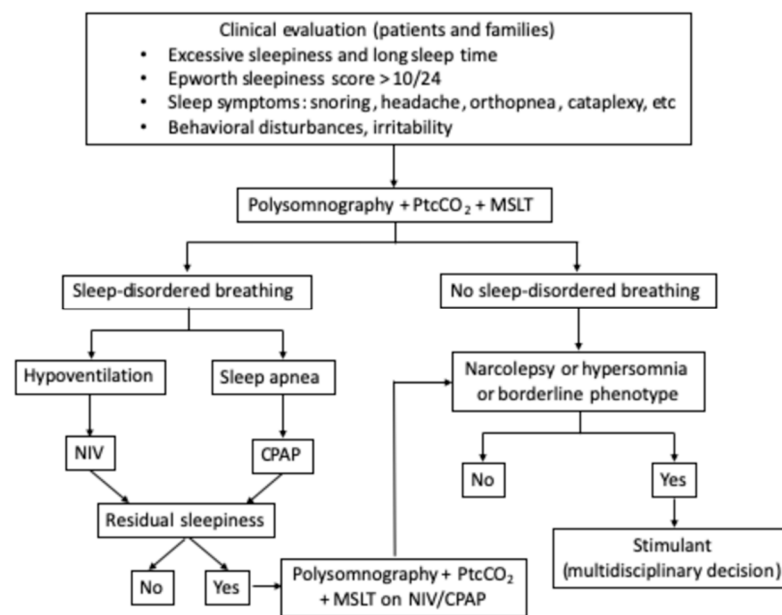 Clinical evaluation (patients and families)
• Excessive sleepiness and long sleep time
• Epworth sleepiness score > 10/24
• Sleep symptoms: snoring, headache, orthopnea, cataplexy, etc
• Behavioral disturbances, irritability
Polysomnography + PtcCO₂ + MSLT
Sleep-disordered breathing
No sleep-disordered breathing
Hypoventilation
Sleep apnea
Narcolepsy or hypersomnia
or borderline phenotype
NIV
CPAP
No
Yes
Residual sleepiness
Stimulant
(multidisciplinary decision)
No
Yes
Polysomnography + PtcCO₂
+ MSLT on NIV/CPAP